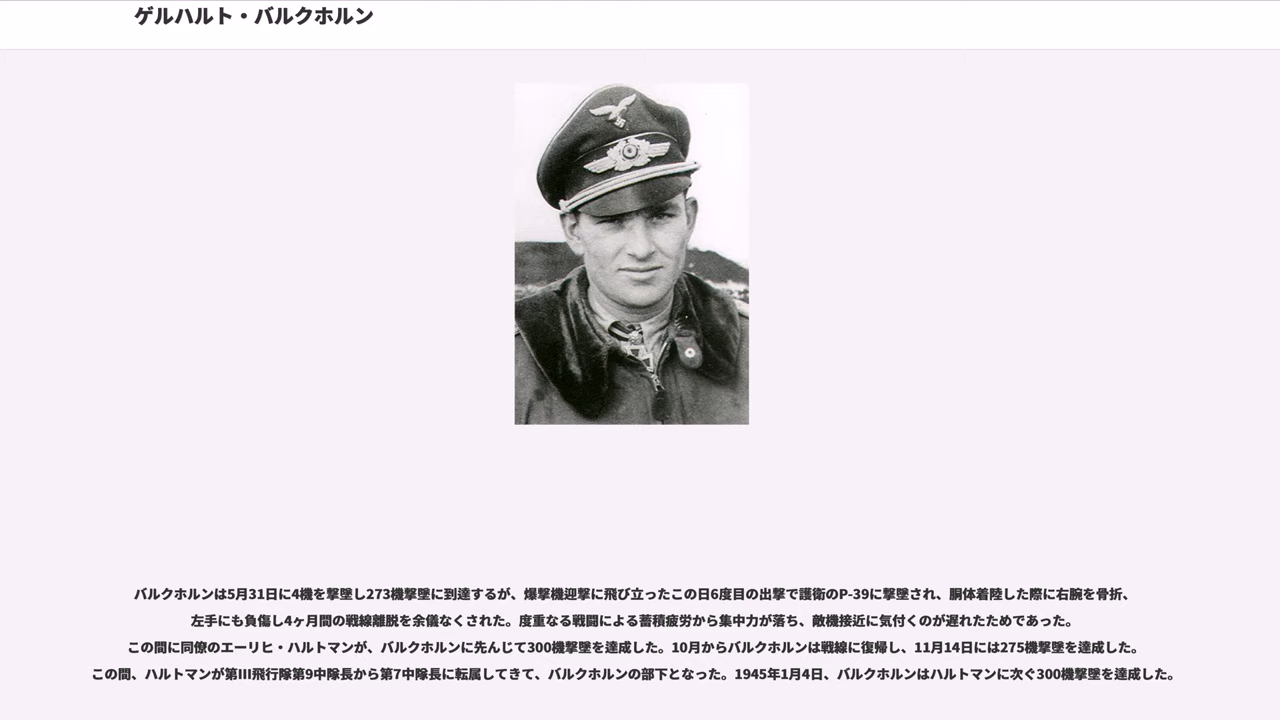 ゲルハルト・バルクホルン
バルクホルンは5月31日に4機を撃墜し273機撃墜に到達するが、爆撃機迎撃に飛び立ったこの日6度目の出撃で護衛のP-39に撃墜され、胴体着陸した際に右腕を骨折、
左手にも負傷し4ヶ月間の戦線離脱を余儀なくされた。度重なる戦闘による蓄積疲労から集中力が落ち、敵機接近に気付くのが遅れたためであった。
この間に同僚のエーリヒ・ハルトマンが、バルクホルンに先んじて300機撃墜を達成した。10月からバルクホルンは戦線に復帰し、11月14日には275機撃墜を達成した。
この間、ハルトマンが第III飛行隊第9中隊長から第7中隊長に転属してきて、バルクホルンの部下となった。1945年1月4日、バルクホルンはハルトマンに次ぐ300機撃墜を達成した。